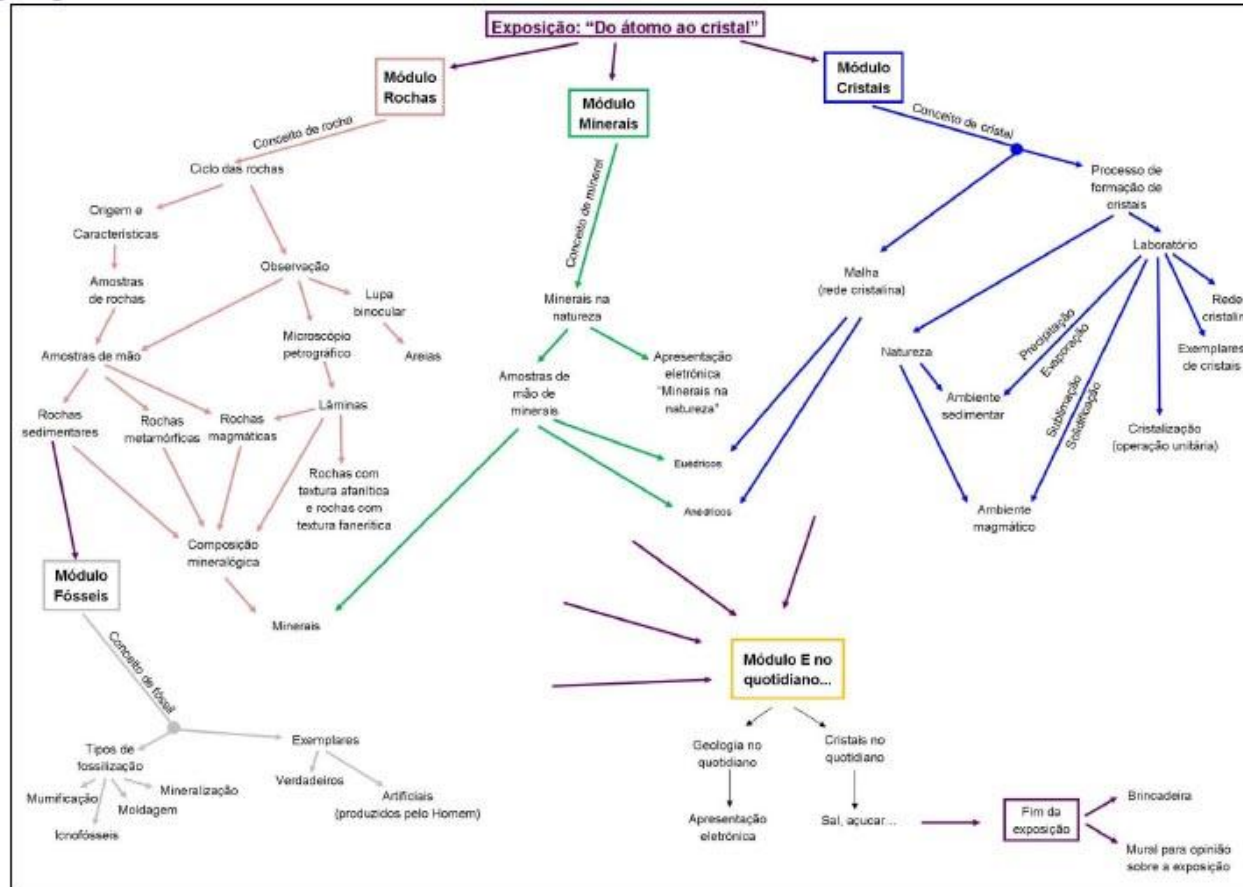 Exposição: "Do átomo ao cristal"
Módulo
Rochas
Módulo
Minerais
Módulo
Cristais
Conceito de rocha
Ciclo das rochas
Origem e
Características
Amostras
de rochas
Observação
Lupa
binocular
Microscópio
petrográfico
Areias
Amostras de mão
Rochas
sedimentares
Rochas
metamórficas
Rochas
magmáticas
Lâminas
Rochas com
textura afanítica
e rochas com
textura fanerítica
Composição
mineralógica
Minerais
Conceito de mineral
Minerais na
natureza
Amostras de
mão de
minerais
Apresentação
eletrónica
"Minerais na
natureza"
Euédricos
Anédricos
Conceito de cristal
Malha
(rede cristalina)
Processo de
formação de
cristais
Natureza
Laboratório
Precipitação
Evaporação
Sublimação
Solidificação
Rede
cristalin
Exemplares
de cristais
Ambiente
sedimentar
Cristalização
(operação unitária)
Ambiente
magmático
Módulo
Fósseis
Conceito de fóssil
Tipos de
fossilização
Mumificação
Icnofósseis
Moldagem
Mineralização
Exemplares
Verdadeiros
Artificiais
(produzidos pelo Homem)
Módulo E no
quotidiano...
Geologia no
quotidiano
Apresentação
eletrónica
Cristais no
quotidiano
Sal, açucar...
Fim da
exposição
Brincadeira
Mural para opinião
sobre a exposição